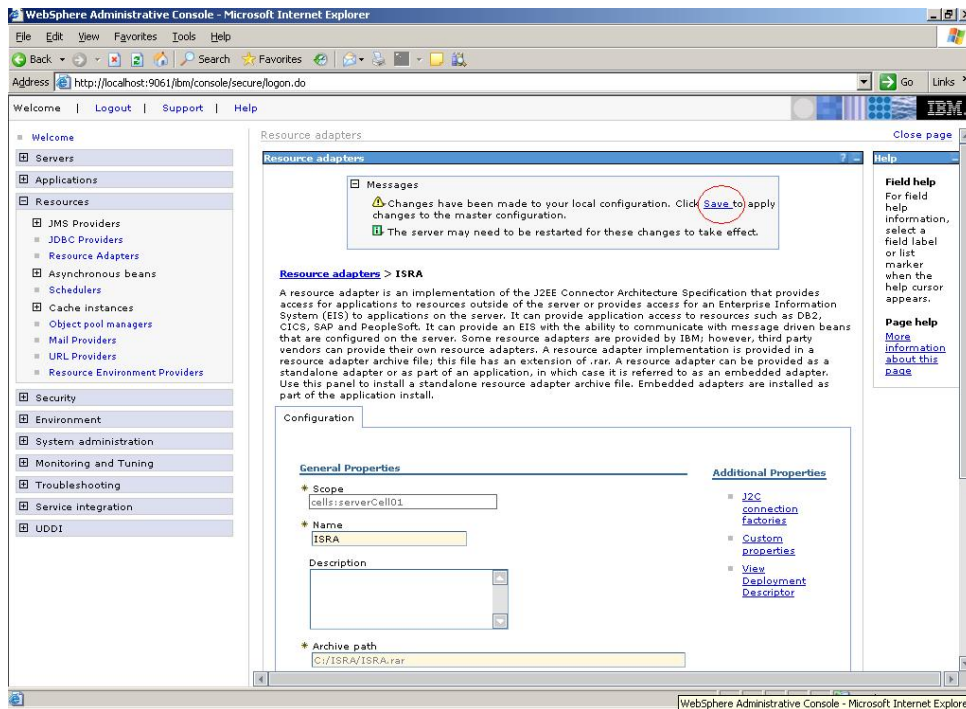 WebSphere Administrative Console - Microsoft Internet Explorer
File Edit View Favorites Tools Help
Back Search Favorites
Address http://localhost:9061/ibm/console/secure/logon.do Go Links
Welcome | Logout | Support | Help IBM.
Welcome
Servers
Applications
Resources
JMS Providers
JDBC Providers
Resource Adapters
Asynchronous beans
Schedulers
Cache instances
Object pool managers
Mail Providers
URL Providers
Resource Environment Providers
Security
Environment
System administration
Monitoring and Tuning
Troubleshooting
Service integration
UDDI
Resource adapters Close page
Resource adapters ? -
Messages
Changes have been made to your local configuration. Click Save to apply
changes to the master configuration.
The server may need to be restarted for these changes to take effect.
Resource adapters > ISRA
A resource adapter is an implementation of the J2EE Connector Architecture Specification that provides
access for applications to resources outside of the server or provides access for an Enterprise Information
System (EIS) to applications on the server. It can provide application access to resources such as DB2,
CICS, SAP and PeopleSoft. It can provide an EIS with the ability to communicate with message driven beans
that are configured on the server. Some resource adapters are provided by IBM; however, third party
vendors can provide their own resource adapters. A resource adapter implementation is provided in a
resource adapter archive file; this file has an extension of .rar. A resource adapter can be provided as a
standalone adapter or as part of an application, in which case it is referred to as an embedded adapter.
Use this panel to install a standalone resource adapter archive file. Embedded adapters are installed as
part of the application install.
Configuration
General Properties
* Scope
cells:serverCell01
* Name
ISRA
Description
* Archive path
C:/ISRA/ISRA.rar
Additional Properties
J2C
connection
factories
Custom
properties
View
Deployment
Descriptor
Help
Field help
For field
help
information,
select a
field label
or list
marker
when the
help cursor
appears.
Page help
More
information
about this
page
WebSphere Administrative Console - Microsoft Internet Explore